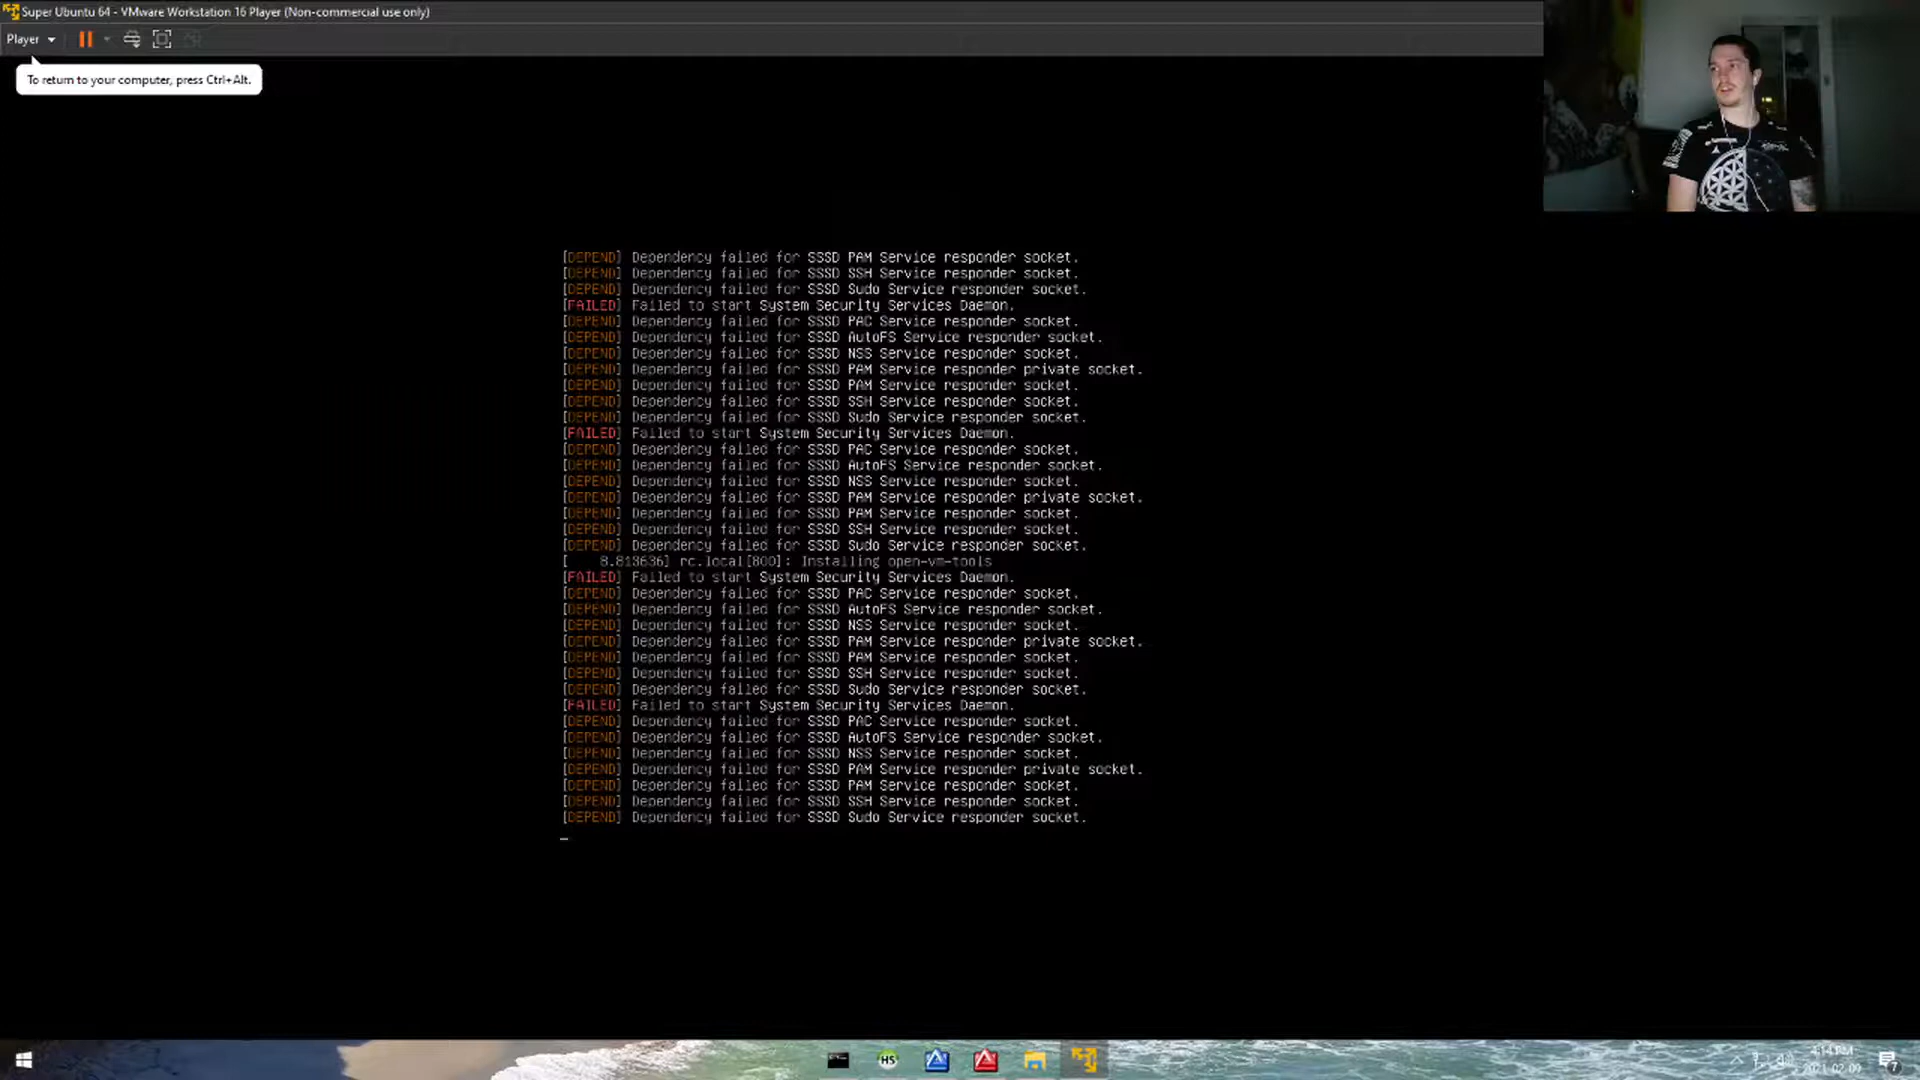 Super Ubuntu 64 - VMware Workstation 16 Player (Non-commercial use only)
Player
To return to your computer, press Ctrl+Alt.
[DEPEND] Dependency failed for SSSD PAM Service responder socket.
[DEPEND] Dependency failed for SSSD SSH Service responder socket.
[DEPEND] Dependency failed for SSSD Sudo Service responder socket.
[FAILED] Failed to start System Security Services Daemon.
[DEPEND] Dependency failed for SSSD PAC Service responder socket.
[DEPEND] Dependency failed for SSSD AutoFS Service responder socket.
[DEPEND] Dependency failed for SSSD NSS Service responder socket.
[DEPEND] Dependency failed for SSSD PAM Service responder private socket.
[DEPEND] Dependency failed for SSSD PAM Service responder socket.
[DEPEND] Dependency failed for SSSD SSH Service responder socket.
[DEPEND] Dependency failed for SSSD Sudo Service responder socket.
[FAILED] Failed to start System Security Services Daemon.
[DEPEND] Dependency failed for SSSD PAC Service responder socket.
[DEPEND] Dependency failed for SSSD AutoFS Service responder socket.
[DEPEND] Dependency failed for SSSD NSS Service responder socket.
[DEPEND] Dependency failed for SSSD PAM Service responder private socket.
[DEPEND] Dependency failed for SSSD PAM Service responder socket.
[DEPEND] Dependency failed for SSSD SSH Service responder socket.
[DEPEND] Dependency failed for SSSD Sudo Service responder socket.
[ 8.813636] rc.local[800]: Installing open-vm-tools
[FAILED] Failed to start System Security Services Daemon.
[DEPEND] Dependency failed for SSSD PAC Service responder socket.
[DEPEND] Dependency failed for SSSD AutoFS Service responder socket.
[DEPEND] Dependency failed for SSSD NSS Service responder socket.
[DEPEND] Dependency failed for SSSD PAM Service responder private socket.
[DEPEND] Dependency failed for SSSD PAM Service responder socket.
[DEPEND] Dependency failed for SSSD SSH Service responder socket.
[DEPEND] Dependency failed for SSSD Sudo Service responder socket.
[FAILED] Failed to start System Security Services Daemon.
[DEPEND] Dependency failed for SSSD PAC Service responder socket.
[DEPEND] Dependency failed for SSSD AutoFS Service responder socket.
[DEPEND] Dependency failed for SSSD NSS Service responder socket.
[DEPEND] Dependency failed for SSSD PAM Service responder private socket.
[DEPEND] Dependency failed for SSSD PAM Service responder socket.
[DEPEND] Dependency failed for SSSD SSH Service responder socket.
[DEPEND] Dependency failed for SSSD Sudo Service responder socket.
HS
4:14 PM
2021-02-09
7